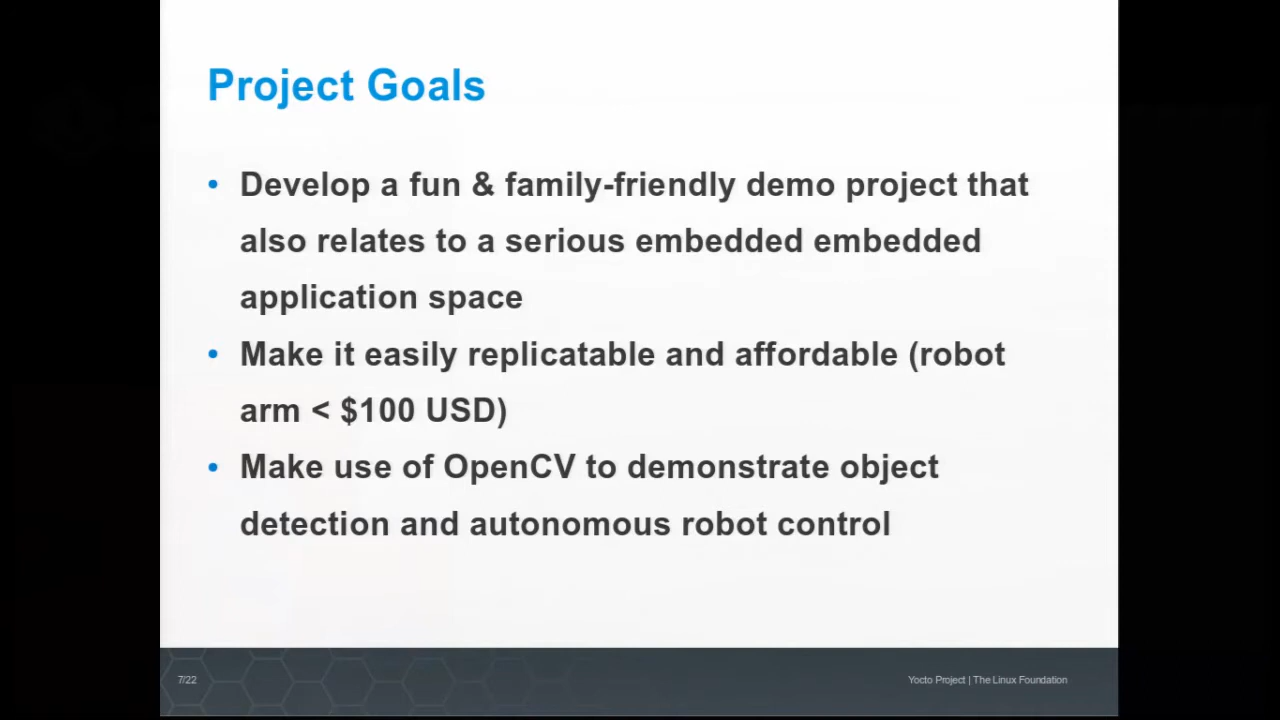 Project Goals
• Develop a fun & family-friendly demo project that
also relates to a serious embedded embedded
application space
• Make it easily replicatable and affordable (robot
arm < $100 USD)
• Make use of OpenCV to demonstrate object
detection and autonomous robot control
7/22
Yocto Project | The Linux Foundation